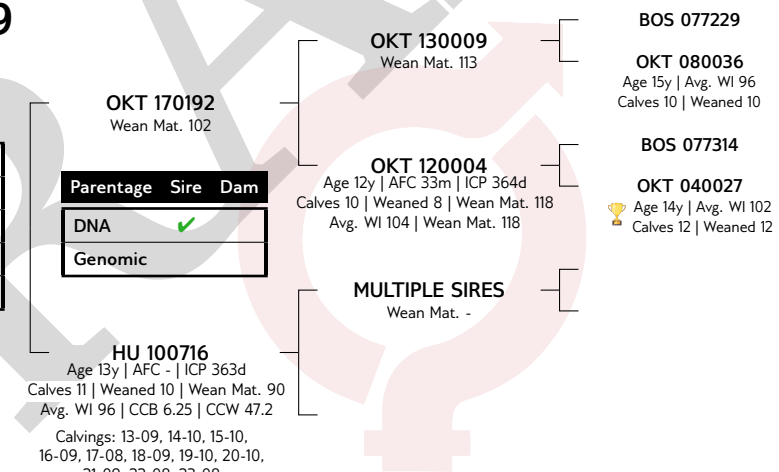 9
BOS 077229
OKT 130009
Wean Mat. 113
OKT 080036
Age 15y | Avg. WI 96
Calves 10 | Weaned 10
OKT 170192
Wean Mat. 102
BOS 077314
OKT 120004
Age 12y | AFC 33m | ICP 364d
Calves 10 | Weaned 8 | Wean Mat. 118
Avg. WI 104 | Wean Mat. 118
OKT 040027
Age 14y | Avg. WI 102
Calves 12 | Weaned 12
Parentage Sire Dam
DNA ✔
Genomic
MULTIPLE SIRES
Wean Mat. -
HU 100716
Age 13y | AFC - | ICP 363d
Calves 11 | Weaned 10 | Wean Mat. 90
Avg. WI 96 | CCB 6.25 | CCW 47.2
Calvings: 13-09, 14-10, 15-10,
16-09, 17-08, 18-09, 19-10, 20-10,